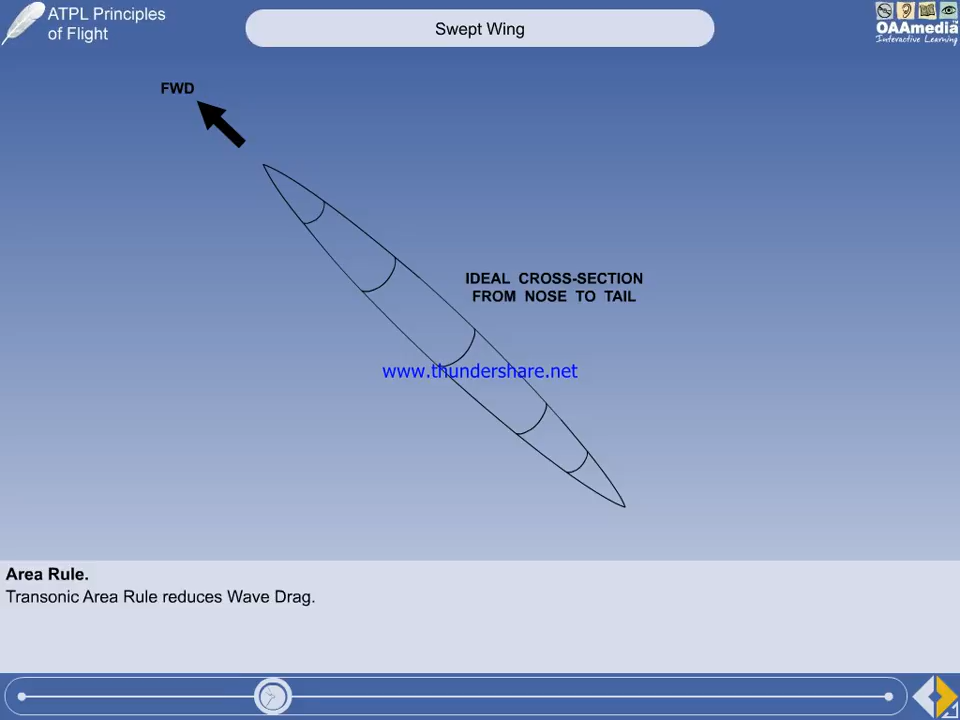 ATPL Principles
of Flight
Swept Wing
OAAmedia
Interactive Learning
FWD
IDEAL CROSS-SECTION
FROM NOSE TO TAIL
www.thundershare.net
Area Rule.
Transonic Area Rule reduces Wave Drag.